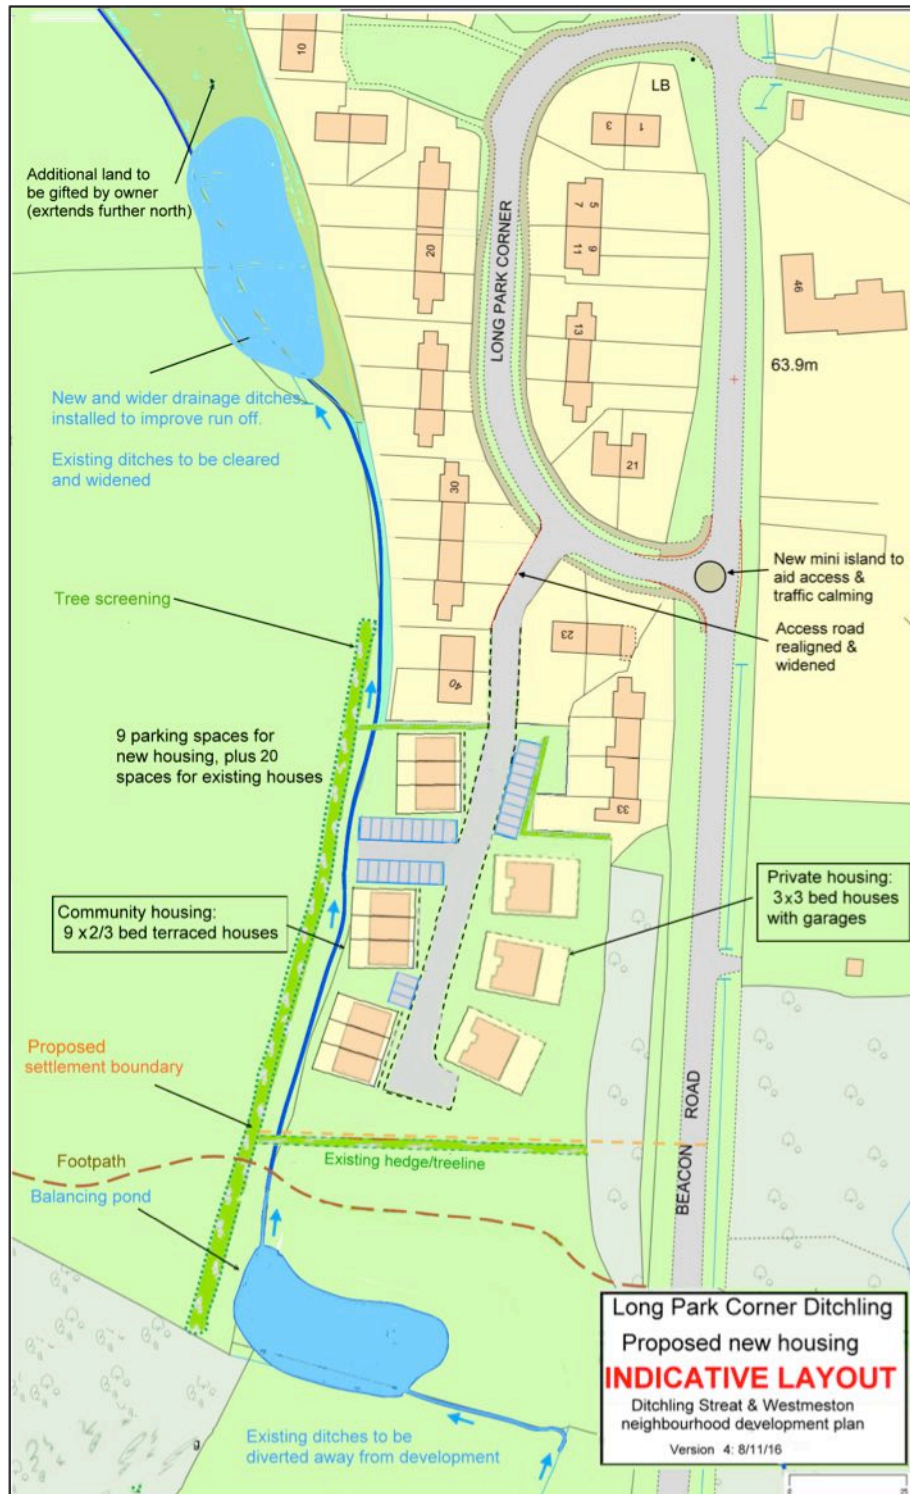 10
LB
3
1
Additional land to
be gifted by owner
(exrtends further north)
5
7
9
11
20
LONG PARK CORNER
46
13
63.9m
New and wider drainage ditches
installed to improve run off.
Existing ditches to be cleared
and widened
21
30
New mini island to
aid access &
traffic calming
Tree screening
23
Access road
realigned &
widened
40
9 parking spaces for
new housing, plus 20
spaces for existing houses
33
Private housing:
3x3 bed houses
with garages
Community housing:
9 x2/3 bed terraced houses
Proposed
settlement boundary
BEACON ROAD
Footpath
Existing hedge/treeline
Balancing pond
Long Park Corner Ditchling
Proposed new housing
INDICATIVE LAYOUT
Ditchling Streat & Westmeston
neighbourhood development plan
Version 4: 8/11/16
Existing ditches to be
diverted away from development